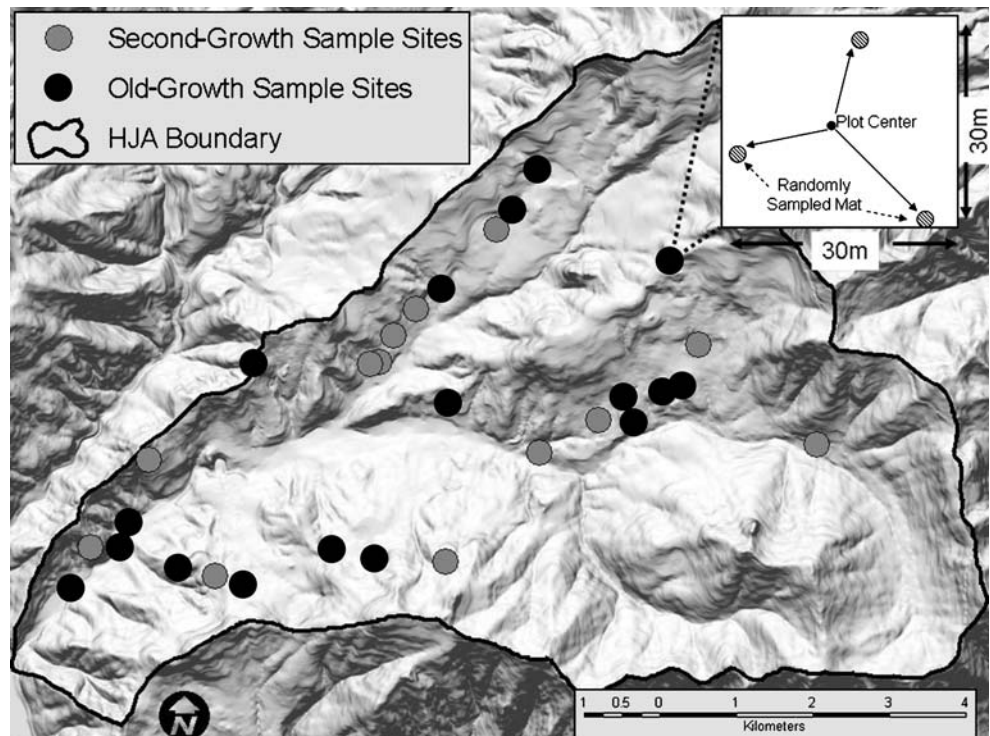 Second-Growth Sample Sites
Old-Growth Sample Sites
HJA Boundary
Plot Center
Randomly
Sampled Mat
30m
30m
N
1 0.5 0 1 2 3 4
Kilometers